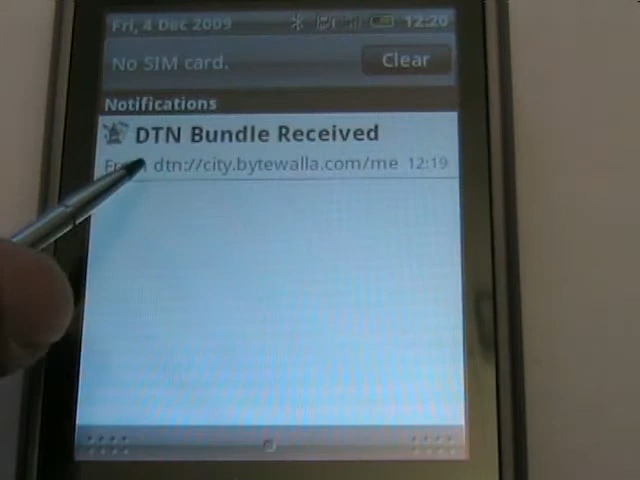 Fri, 4 Dec 2009 12:20
No SIM card. Clear
Notifications
DTN Bundle Received
From dtn://city.bytewalla.com/me 12:19